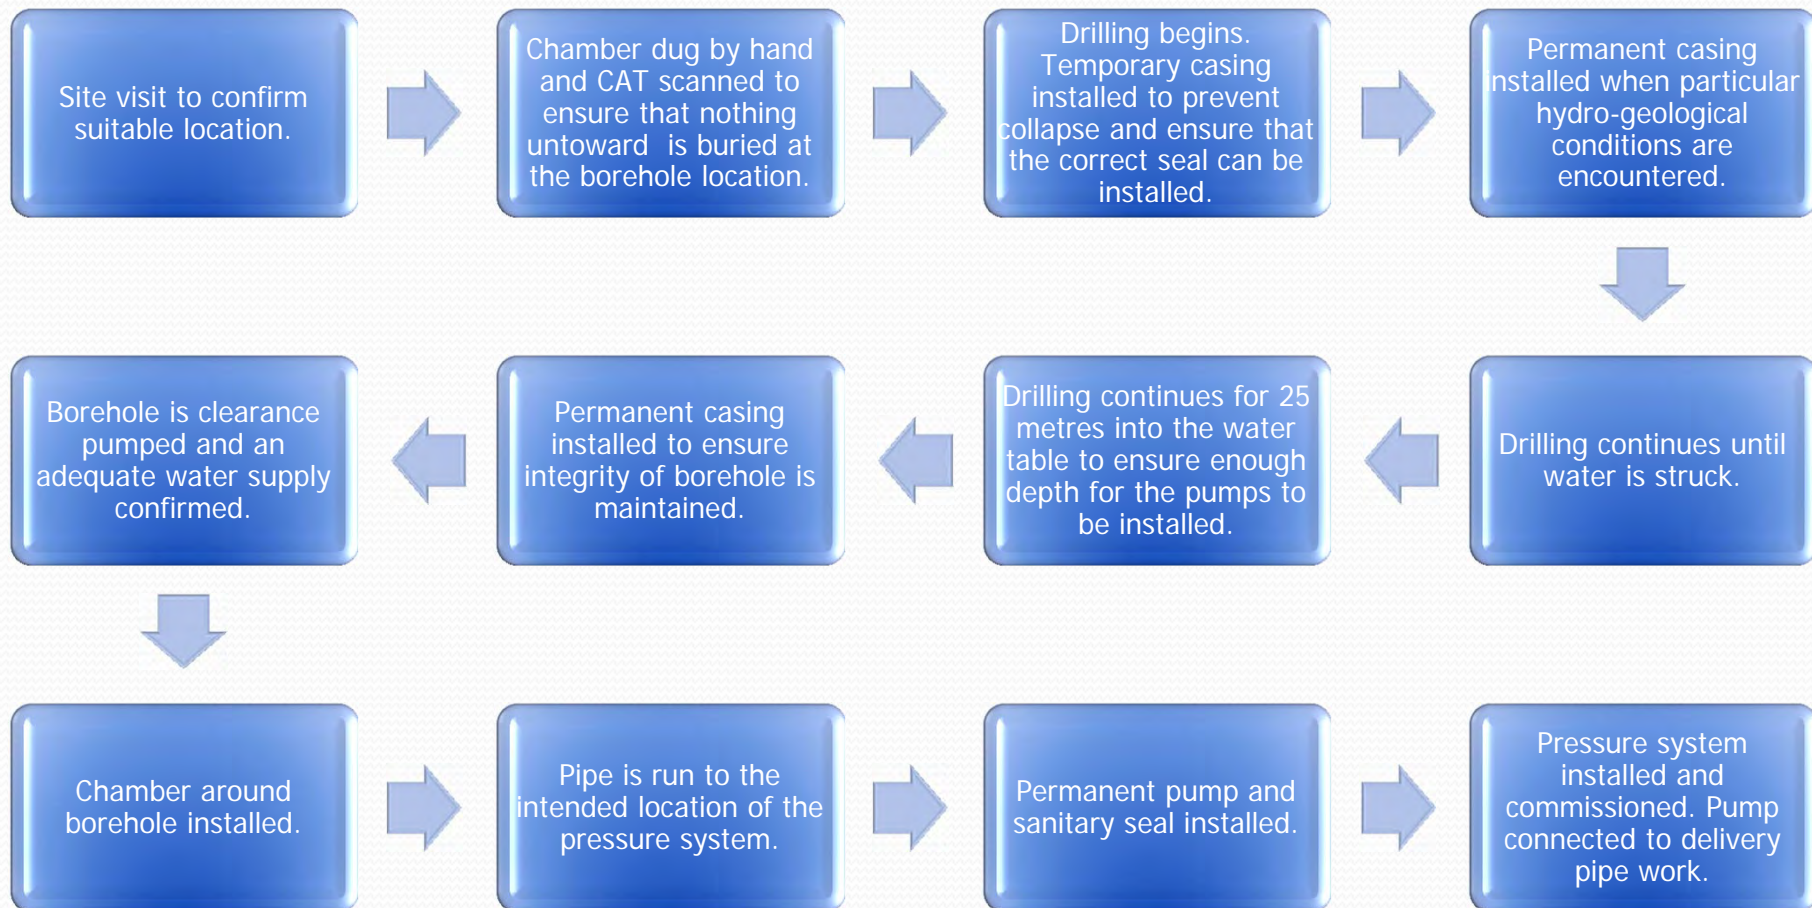 Site visit to confirm
suitable location.
Chamber dug by hand
and CAT scanned to
ensure that nothing
untoward is buried at
the borehole location.
Drilling begins.
Temporary casing
installed to prevent
collapse and ensure that
the correct seal can be
installed.
Permanent casing
installed when particular
hydro-geological
conditions are
encountered.
Drilling continues until
water is struck.
Drilling continues for 25
metres into the water
table to ensure enough
depth for the pumps to
be installed.
Permanent casing
installed to ensure
integrity of borehole is
maintained.
Borehole is clearance
pumped and an
adequate water supply
confirmed.
Chamber around
borehole installed.
Pipe is run to the
intended location of the
pressure system.
Permanent pump and
sanitary seal installed.
Pressure system
installed and
commissioned. Pump
connected to delivery
pipe work.